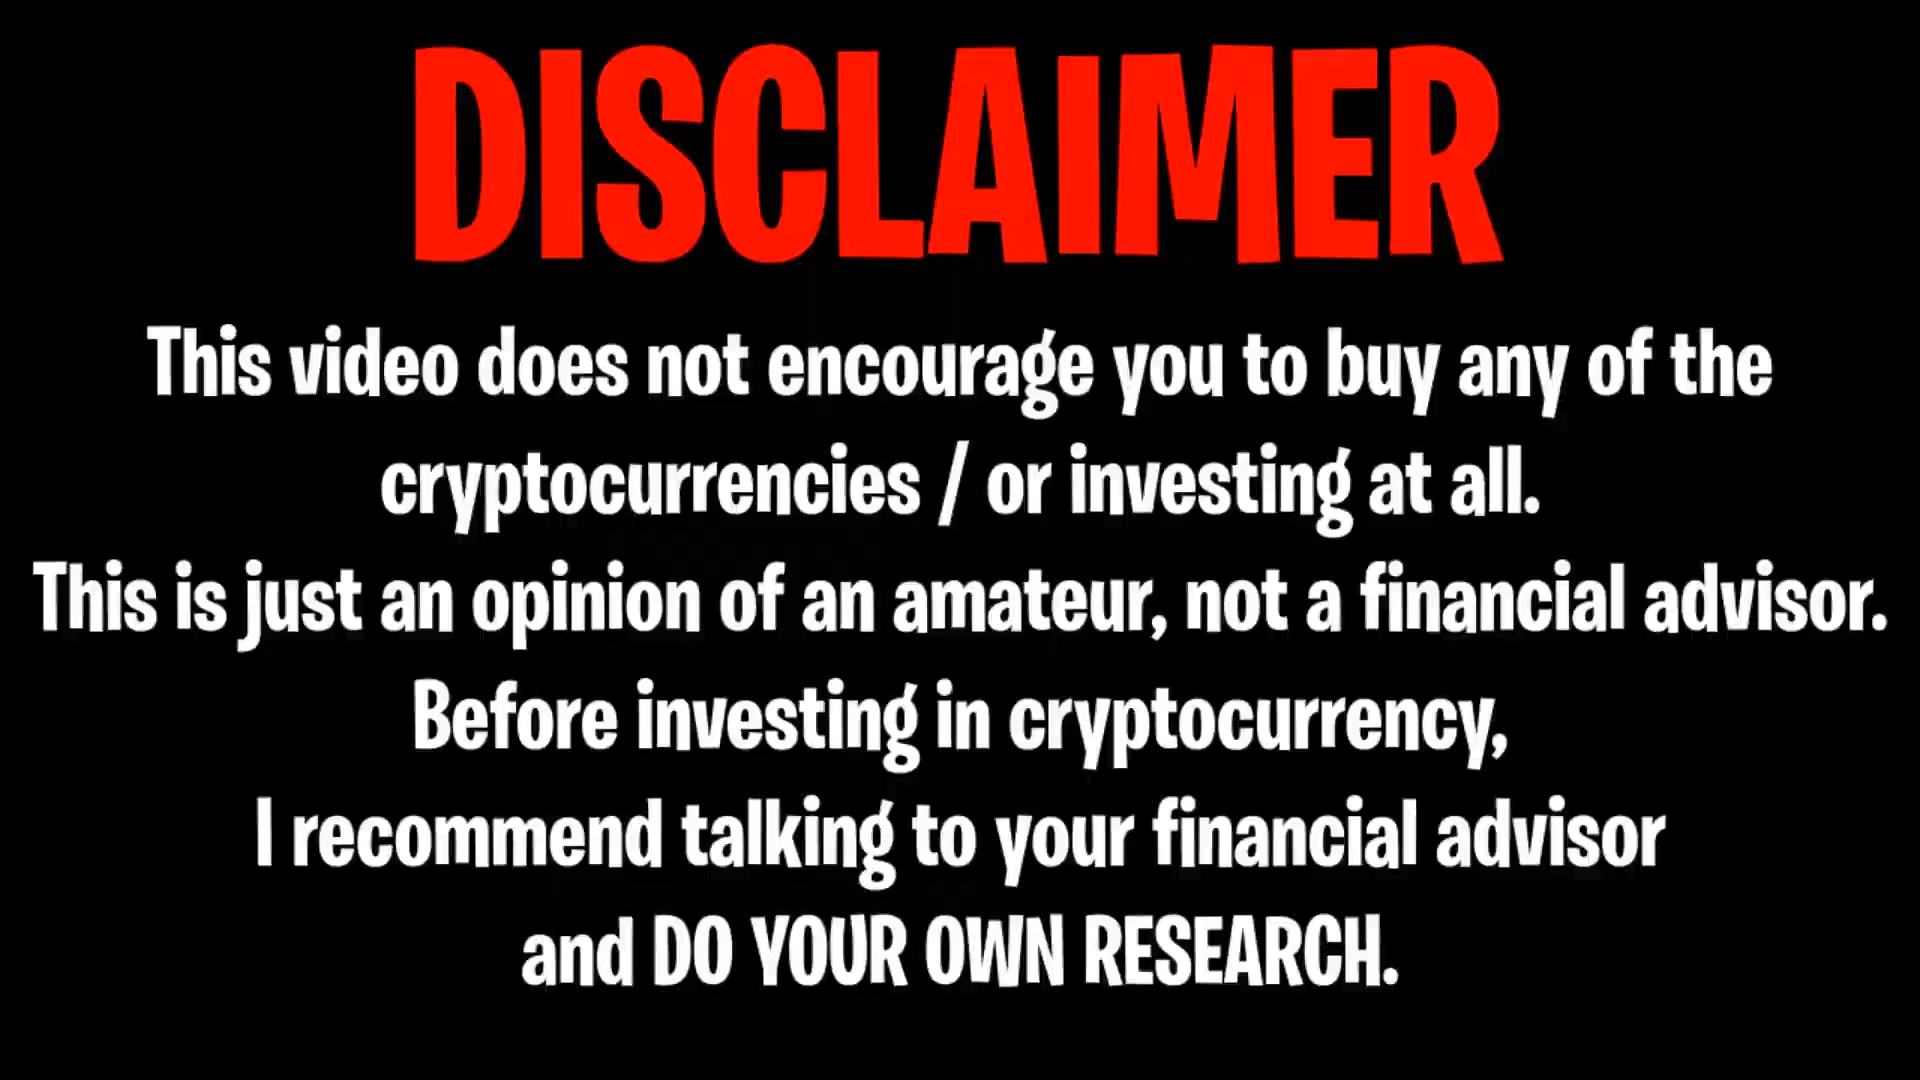 DISCLAIMER
This video does not encourage you to buy any of the
cryptocurrencies / or investing at all.
This is just an opinion of an amateur, not a financial advisor.
Before investing in cryptocurrency,
I recommend talking to your financial advisor
and DO YOUR OWN RESEARCH.